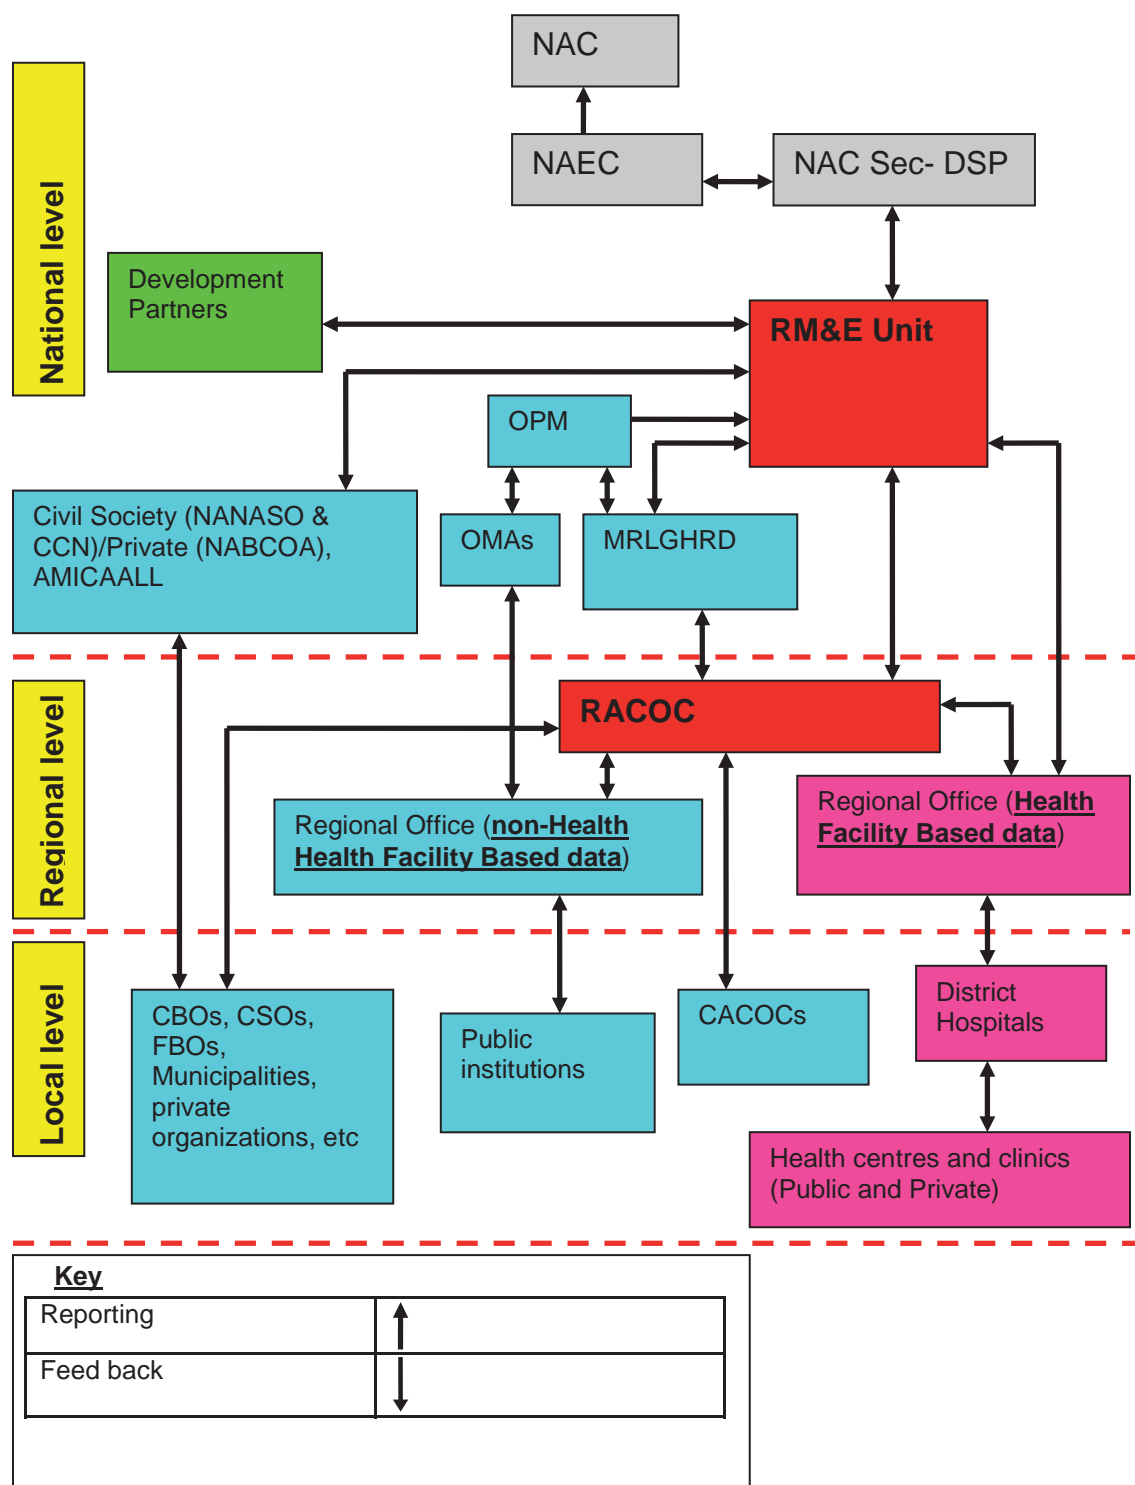 NAC
National level
NAEC
NAC Sec- DSP
Development
Partners
RM&E Unit
OPM
Civil Society (NANASO &
CCN)/Private (NABCOA),
AMICAALL
OMAs
MRLGHRD
Regional level
RACOC
Regional Office (non-Health
Health Facility Based data)
Regional Office (Health
Facility Based data)
Local level
CBOs, CSOs,
FBOs,
Municipalities,
private
organizations, etc
Public
institutions
CACOCs
District
Hospitals
Health centres and clinics
(Public and Private)
Key
Reporting
Feed back